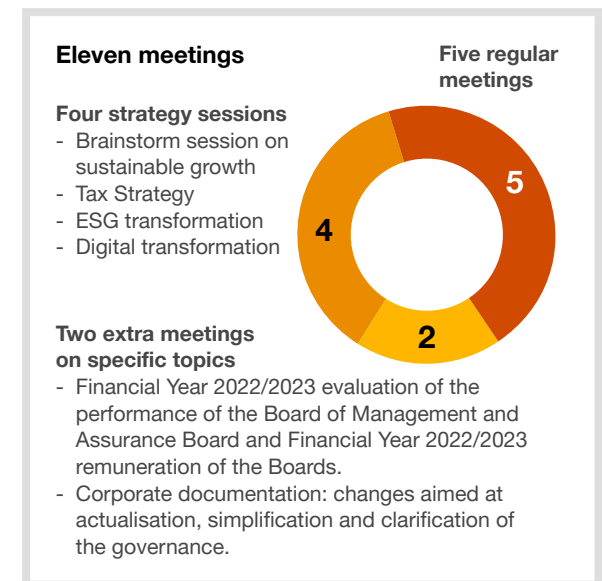 Eleven meetings
Five regular
meetings
Four strategy sessions
- Brainstorm session on
sustainable growth
- Tax Strategy
- ESG transformation
- Digital transformation
5
4
2
Two extra meetings
on specific topics
- Financial Year 2022/2023 evaluation of the
performance of the Board of Management and
Assurance Board and Financial Year 2022/2023
remuneration of the Boards.
- Corporate documentation: changes aimed at
actualisation, simplification and clarification of
the governance.